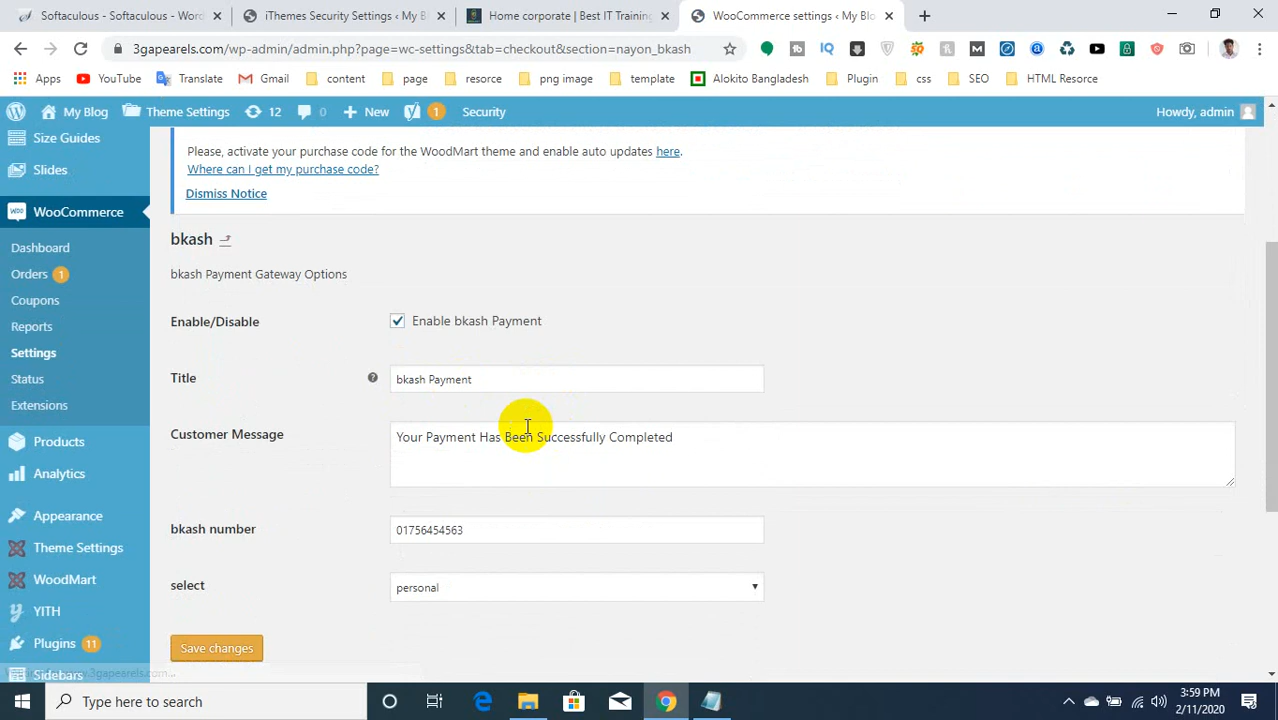 Softaculous - Softaculous - Word
iThemes Security Settings ‹ My B
Home corporate | Best IT Training
WooCommerce settings ‹ My Blo
3gapearels.com/wp-admin/admin.php?page=wc-settings&tab=checkout&section=nayon_bkash
Apps
YouTube
Translate
Gmail
content
page
resorce
png image
template
Alokito Bangladesh
Plugin
css
SEO
HTML Resorce
My Blog
Theme Settings
12
0
New
1
Security
Howdy, admin
Size Guides
Slides
WooCommerce
Dashboard
Orders 1
Coupons
Reports
Settings
Status
Extensions
Products
Analytics
Appearance
Theme Settings
WoodMart
YITH
Plugins 11
Sidebars
Please, activate your purchase code for the WoodMart theme and enable auto updates here.
Where can I get my purchase code?
Dismiss Notice
bkash
bkash Payment Gateway Options
Enable/Disable
Enable bkash Payment
Title
bkash Payment
Customer Message
Your Payment Has Been Successfully Completed
bkash number
01756454563
select
personal
Save changes
Type here to search
3:59 PM
2/11/2020